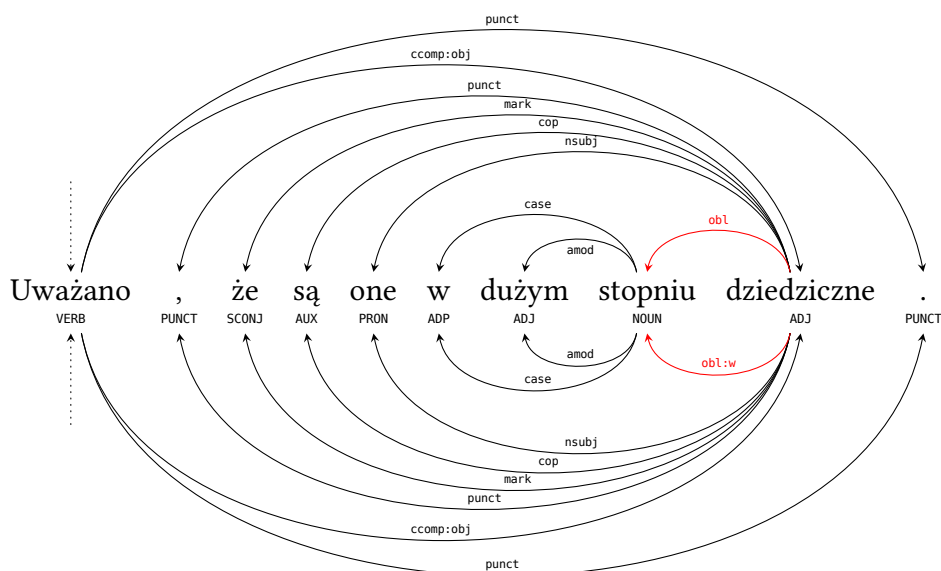 punct
ccomp:obj
punct
mark
cop
nsubj
case
obl
amod
Uważano , że są one w dużym stopniu dziedziczne .
VERB PUNCT SCONJ AUX PRON ADP ADJ NOUN ADJ PUNCT
amod
obl:w
case
nsubj
cop
mark
punct
ccomp:obj
punct